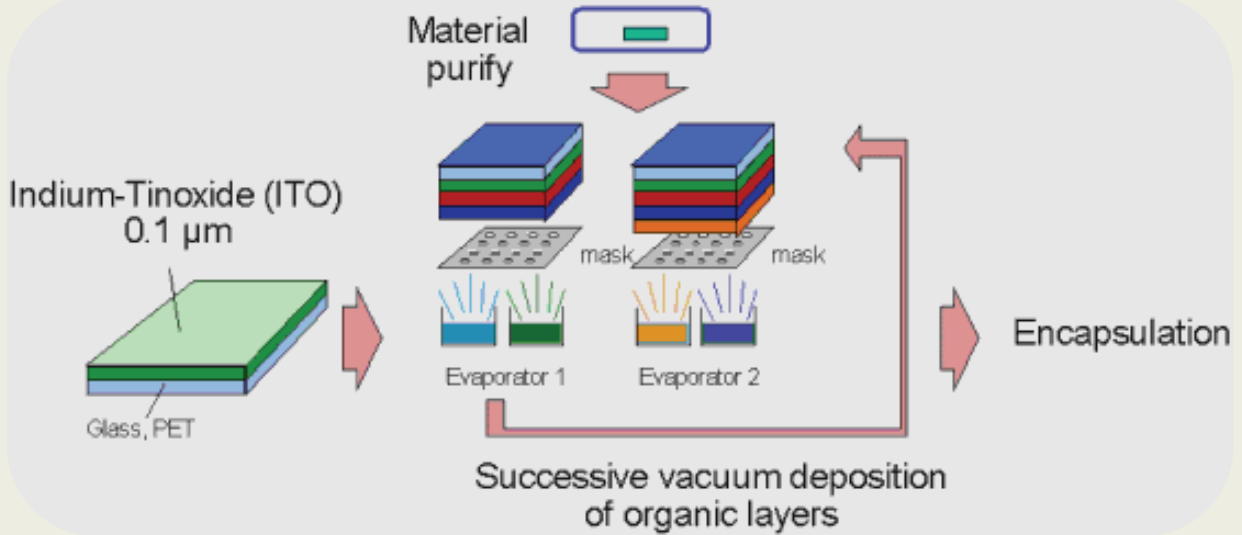 Material
purify
Indium-Tinoxide (ITO)
0.1 µm
mask
mask
Glass, PET
Evaporator 1
Evaporator 2
Encapsulation
Successive vacuum deposition
of organic layers